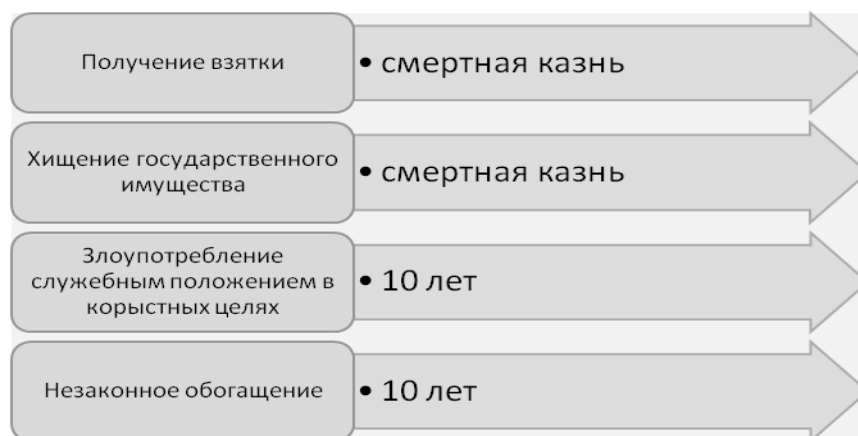 Получение взятки
• смертная казнь
Хищение государственного
имущества
• смертная казнь
Злоупотребление
служебным положением в
корыстных целях
• 10 лет
Незаконное обогащение
• 10 лет